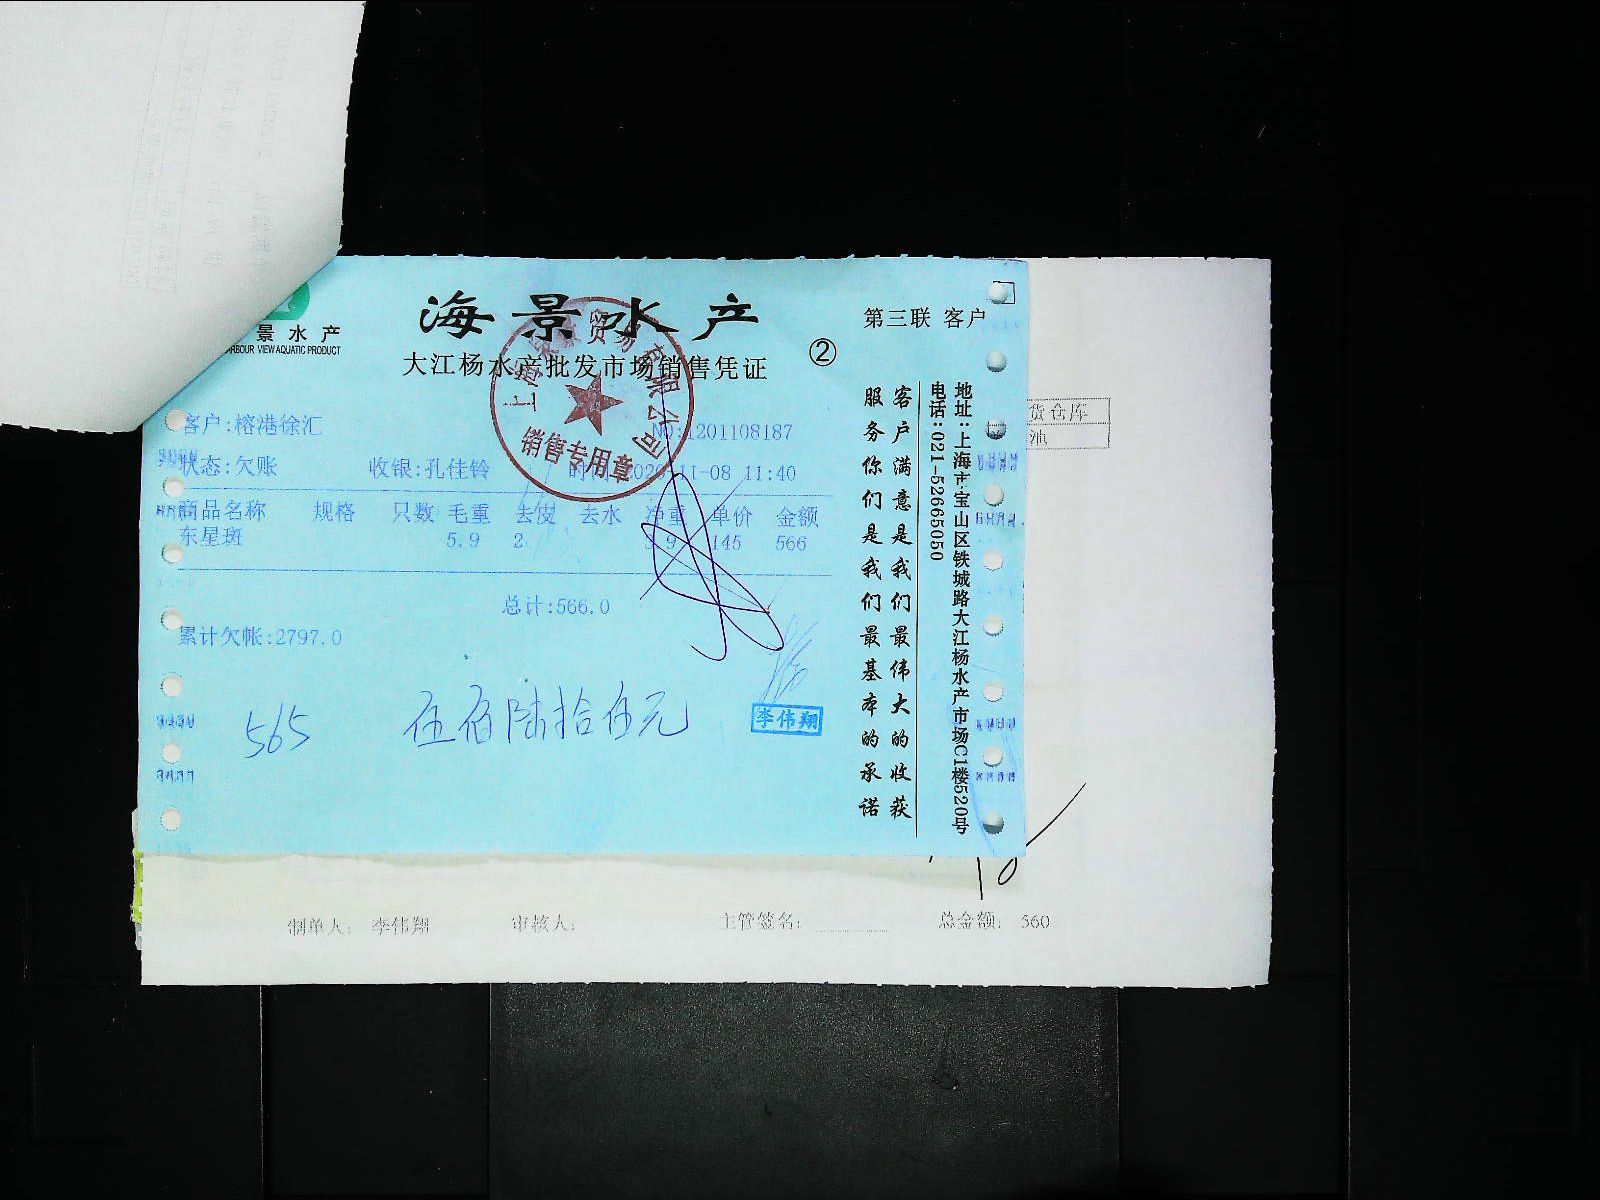 景水产
RBOUR VIEW AQUATIC PRODUCT
海景水产
大江杨水产批发市场销售凭证
②
第三联 客户
客户:榕港徐汇
NO:1201108187
状态:欠账 收银:孔佳铃 11-08 11:40
商品名称 规格 只数 毛重 去皮 去水 净重 单价 金额
东星斑 5.9 2 3.9 145 566
总计:566.0
累计欠帐:2797.0
565 伍佰陆拾伍元
李伟翔
销售专用章
客户满意是我们最伟大的收获
服务你们是我们最基本的承诺
地址:上海市宝山区铁城路大江杨水产市场C1楼520号
电话:021-52665050
货仓库
制单人: 李伟翔 审核人: 主管签名: 总金额: 560